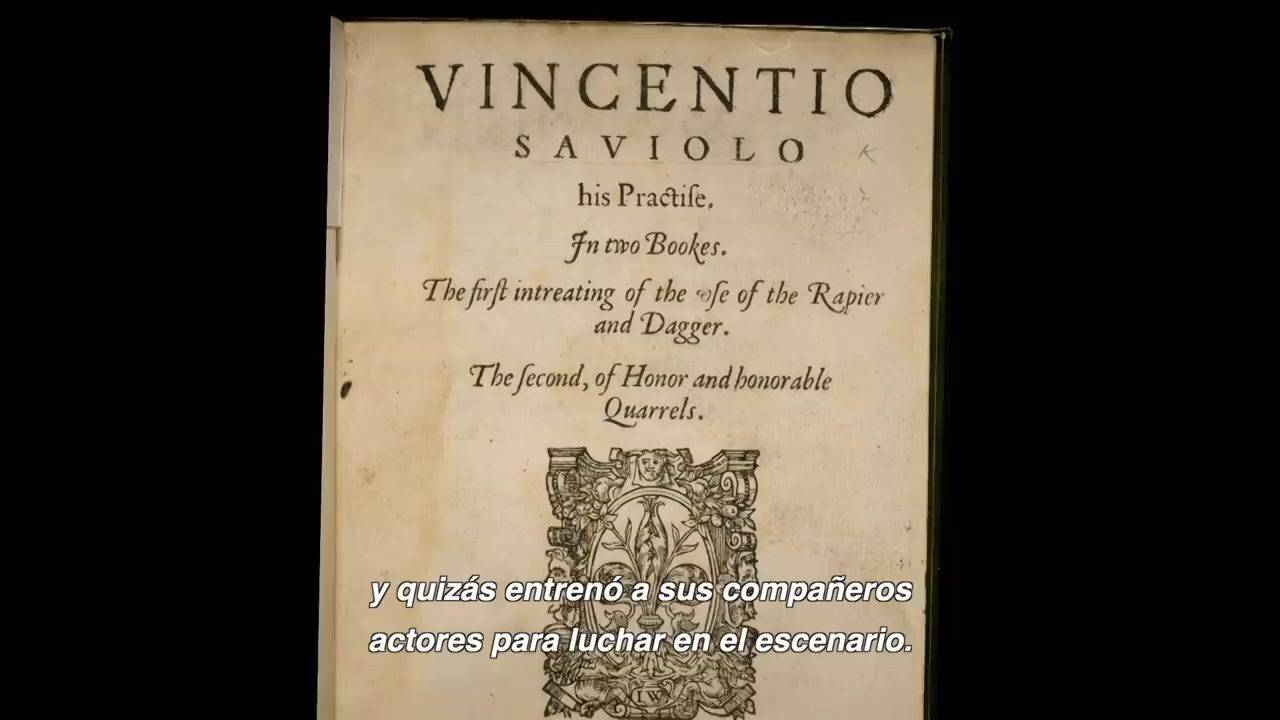 VINCENTIO
SAVIOLO
his Practiſe.
In two Bookes.
The firſt intreating of the vſe of the Rapier
and Dagger.
The ſecond, of Honor and honorable
Quarrels.
y quizás entrenó a sus compañeros
actores para luchar en el escenario.
I W